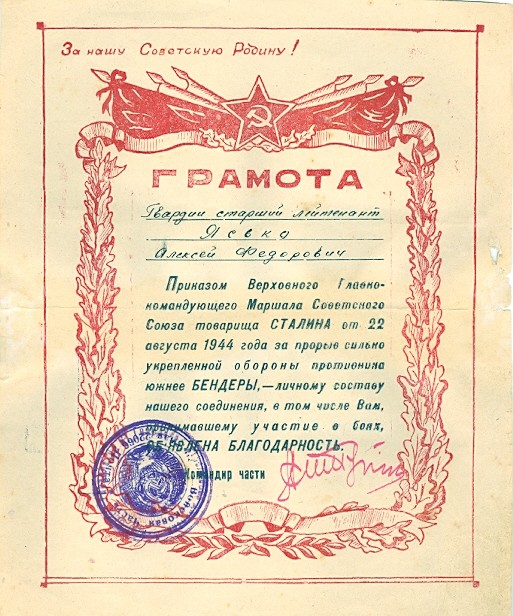 За нашу Советскую Родину!
ГРАМОТА
Гвардии старший лейтенант
Алексей Федорович
Приказом Верховного Главно-
командующего Маршала Советского
Союза товарища СТАЛИНА от 22
августа 1944 года за прорыв сильно
укрепленной обороны противника
южнее БЕНДЕРЫ,—личному составу
нашего соединения, в том числе Вам,
принимавшему участие в боях,
ОБ'ЯВЛЕНА БЛАГОДАРНОСТЬ.
Командир части